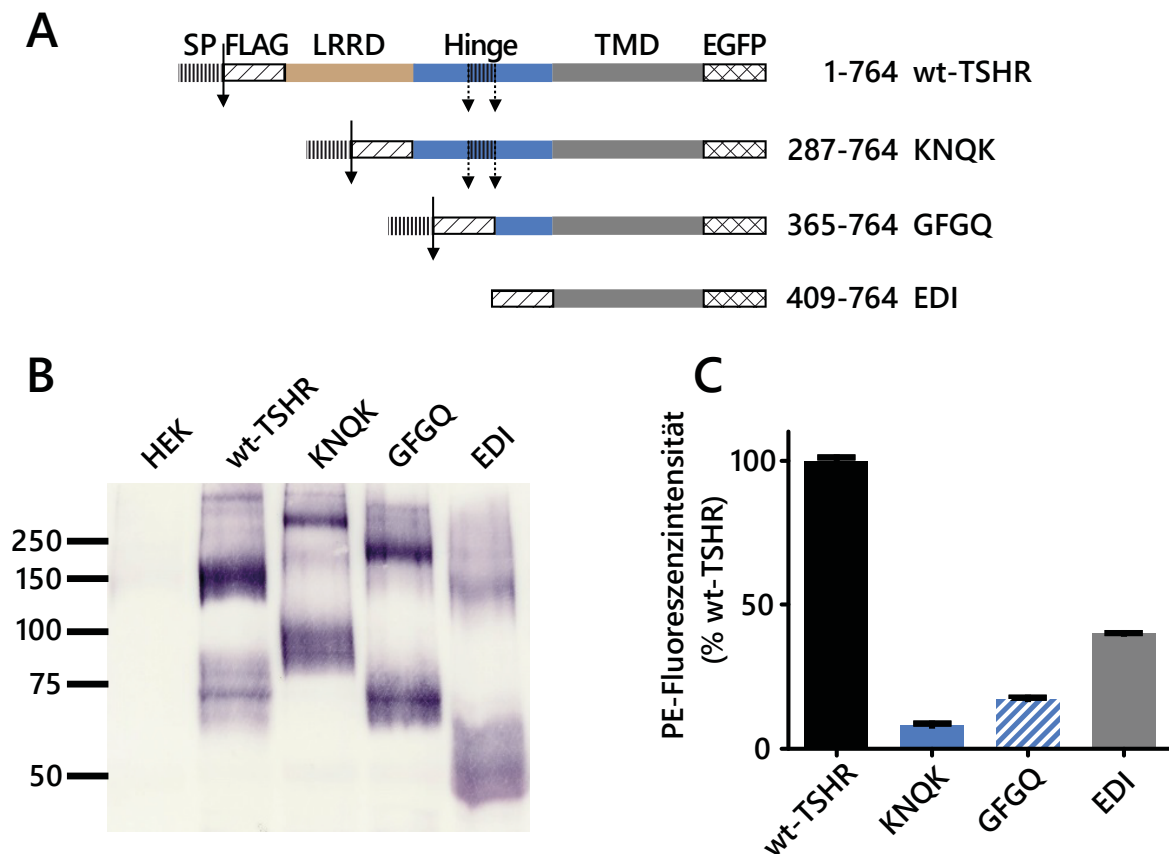 A
SP FLAG LRRD Hinge TMD EGFP
1-764 wt-TSHR
287-764 KNQK
365-764 GFGQ
409-764 EDI
B
HEK wt-TSHR KNQK GFGQ EDI
250
150
100
75
50
C
PE-Fluoreszenzintensität
(% wt-TSHR)
100
50
0
wt-TSHR KNQK GFGQ EDI